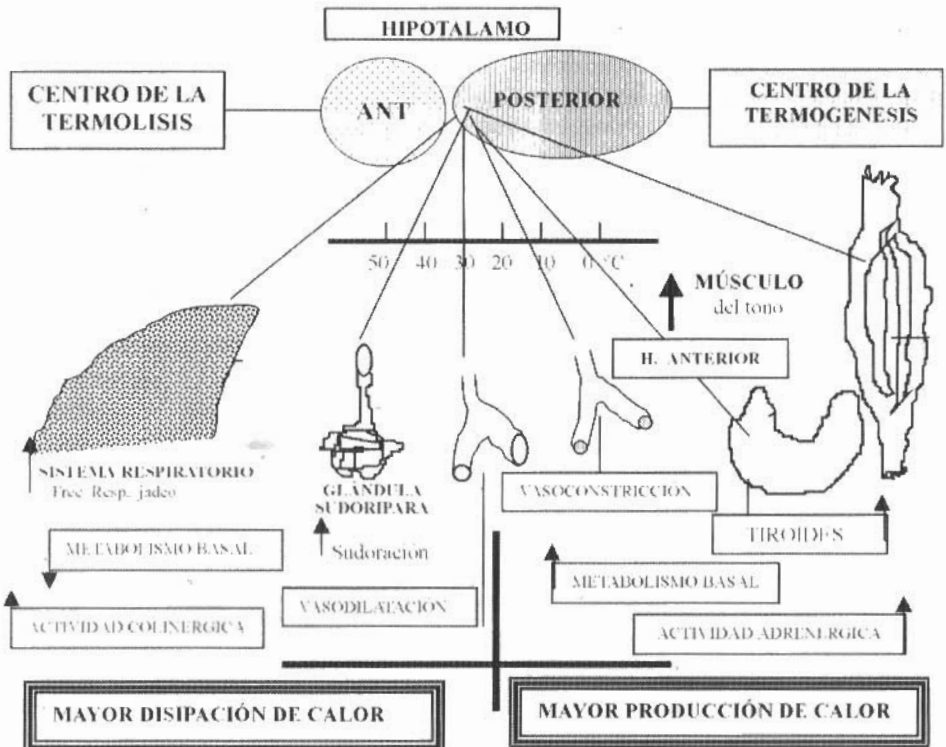 HIPOTALAMO
CENTRO DE LA
TERMOLISIS
ANT
POSTERIOR
CENTRO DE LA
TERMOGENESIS
50 40 30 20 10 0 °C
MÚSCULO
del tono
H. ANTERIOR
SISTEMA RESPIRATORIO
Frec. Resp. jadeo
GLÁNDULA
SUDORIPARA
Sudoración
VASOCONSTRICCIÓN
TIROIDES
METABOLISMO BASAL
ACTIVIDAD COLINERGICA
VASODILATACIÓN
METABOLISMO BASAL
ACTIVIDAD ADRENERGICA
MAYOR DISIPACIÓN DE CALOR
MAYOR PRODUCCIÓN DE CALOR